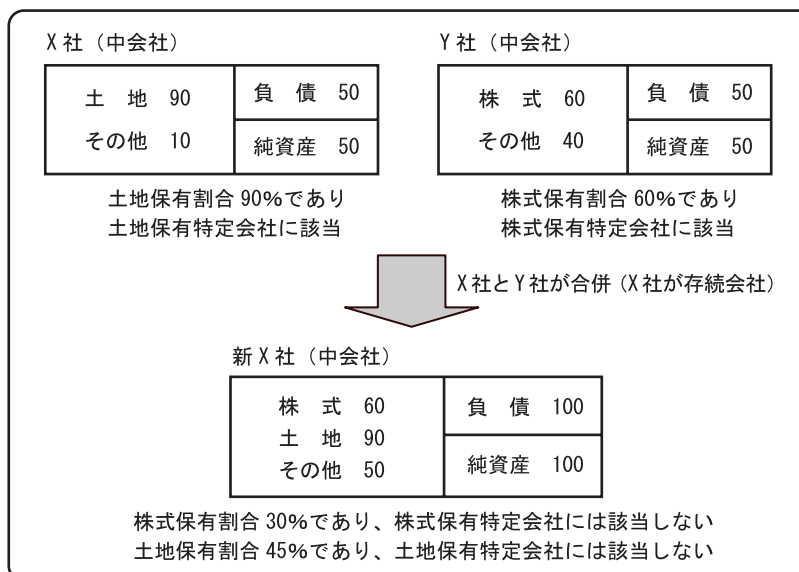 X社（中会社）
土　地　90
その他　10
負　債　50
純資産　50
土地保有割合90％であり
土地保有特定会社に該当
Y社（中会社）
株　式　60
その他　40
負　債　50
純資産　50
株式保有割合60％であり
株式保有特定会社に該当
X社とY社が合併（X社が存続会社）
新X社（中会社）
株　式　60
土　地　90
その他　50
負　債　100
純資産　100
株式保有割合30％であり、株式保有特定会社には該当しない
土地保有割合45％であり、土地保有特定会社には該当しない